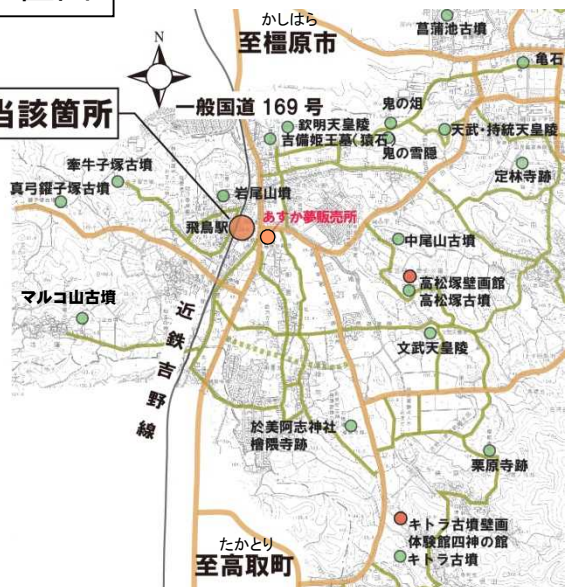 かしはら
至橿原市
菖蒲池古墳
亀石
N
当該箇所
一般国道 169 号
鬼の俎
欽明天皇陵
吉備姫王墓(猿石)
鬼の雪隠
天武・持統天皇陵
定林寺跡
牽牛子塚古墳
真弓鑵子塚古墳
岩屋山墳
飛鳥駅
あすか夢販売所
中尾山古墳
高松塚壁画館
高松塚古墳
マルコ山古墳
文武天皇陵
近鉄吉野線
於美阿志神社
檜隈寺跡
栗原寺跡
キトラ古墳壁画
体験館四神の館
キトラ古墳
たかとり
至高取町